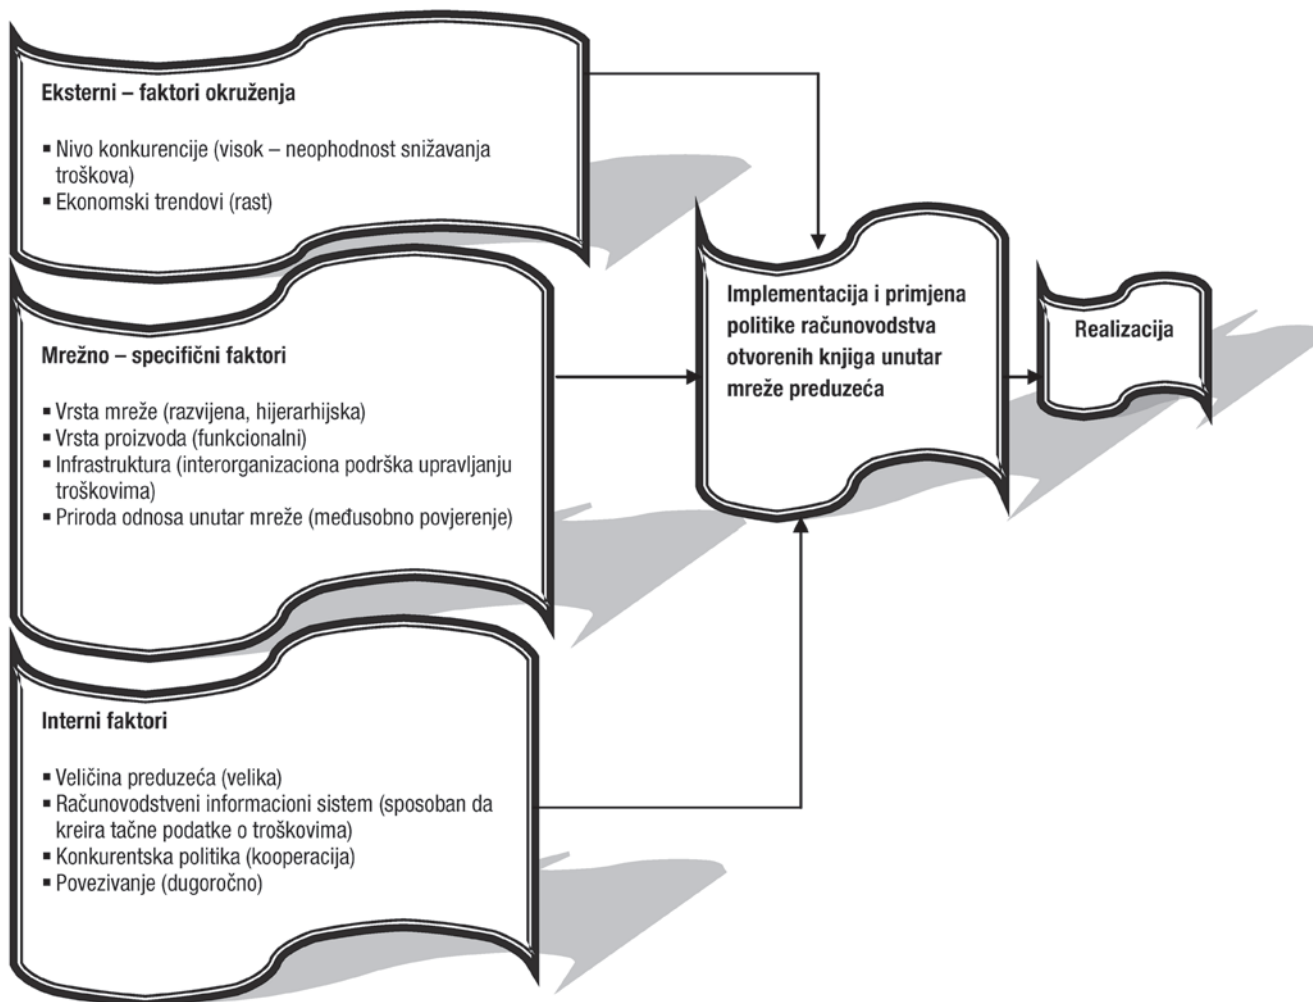 Eksterni – faktori okruženja
▪ Nivo konkurencije (visok – neophodnost snižavanja
troškova)
▪ Ekonomski trendovi (rast)
Mrežno – specifični faktori
▪ Vrsta mreže (razvijena, hijerarhijska)
▪ Vrsta proizvoda (funkcionalni)
▪ Infrastruktura (interorganizaciona podrška upravljanju
troškovima)
▪ Priroda odnosa unutar mreže (međusobno povjerenje)
Interni faktori
▪ Veličina preduzeća (velika)
▪ Računovodstveni informacioni sistem (sposoban da
kreira tačne podatke o troškovima)
▪ Konkurentska politika (kooperacija)
▪ Povezivanje (dugoročno)
Implementacija i primjena
politike računovodstva
otvorenih knjiga unutar
mreže preduzeća
Realizacija